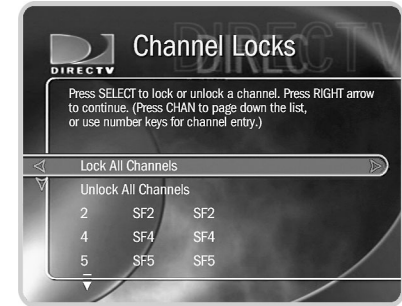 DIRECTV
Channel Locks
DIRECTV
Press SELECT to lock or unlock a channel. Press RIGHT arrow
to continue. (Press CHAN to page down the list,
or use number keys for channel entry.)
Lock All Channels
Unlock All Channels
2 SF2 SF2
4 SF4 SF4
5 SF5 SF5